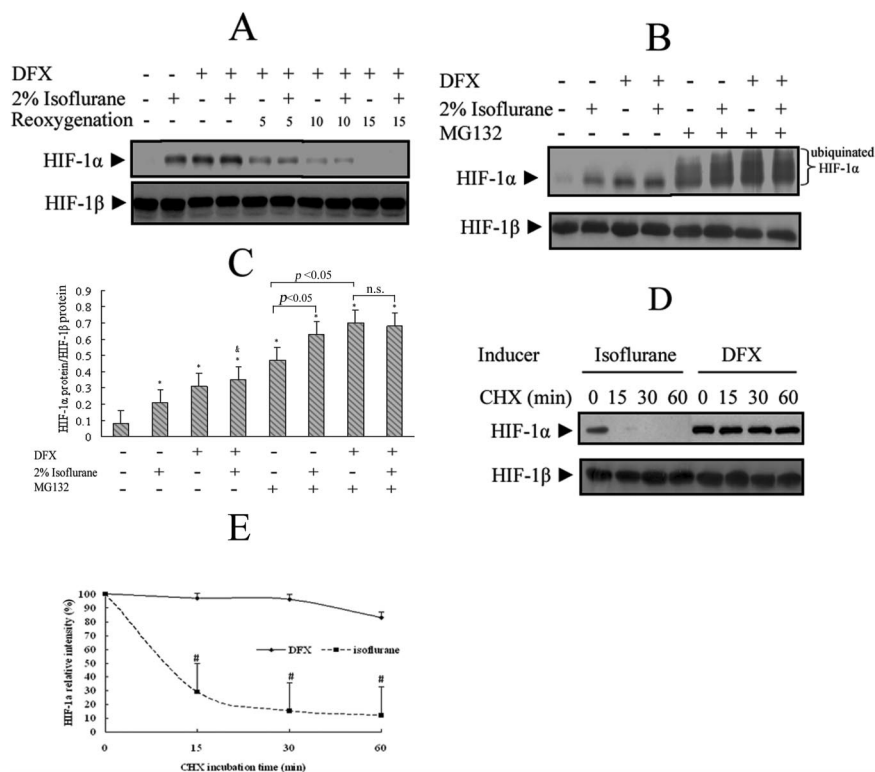 A
DFX - - + + + + + + + +
2% Isoflurane - + - + - + - + - +
Reoxygenation 5 5 10 10 15 15
HIF-1α ►
HIF-1β ►
B
DFX - - + + - - + +
2% Isoflurane - + - + - + - +
MG132 - - - - + + + +
HIF-1α ►
ubiquinated
HIF-1α
HIF-1β ►
C
HIF-1α protein/HIF-1β protein
0.9
0.8
0.7
0.6
0.5
0.4
0.3
0.2
0.1
0
* * & * * * * *
p <0.05
p<0.05
n.s.
DFX - - + + - - + +
2% Isoflurane - + - + - + - +
MG132 - - - - + + + +
D
Inducer Isoflurane DFX
CHX (min) 0 15 30 60 0 15 30 60
HIF-1α ►
HIF-1β ►
E
HIF-1a relative intensity (%)
100
90
80
70
60
50
40
30
20
10
0
DFX isoflurane
# # #
0 15 30 60
CHX incubation time (min)